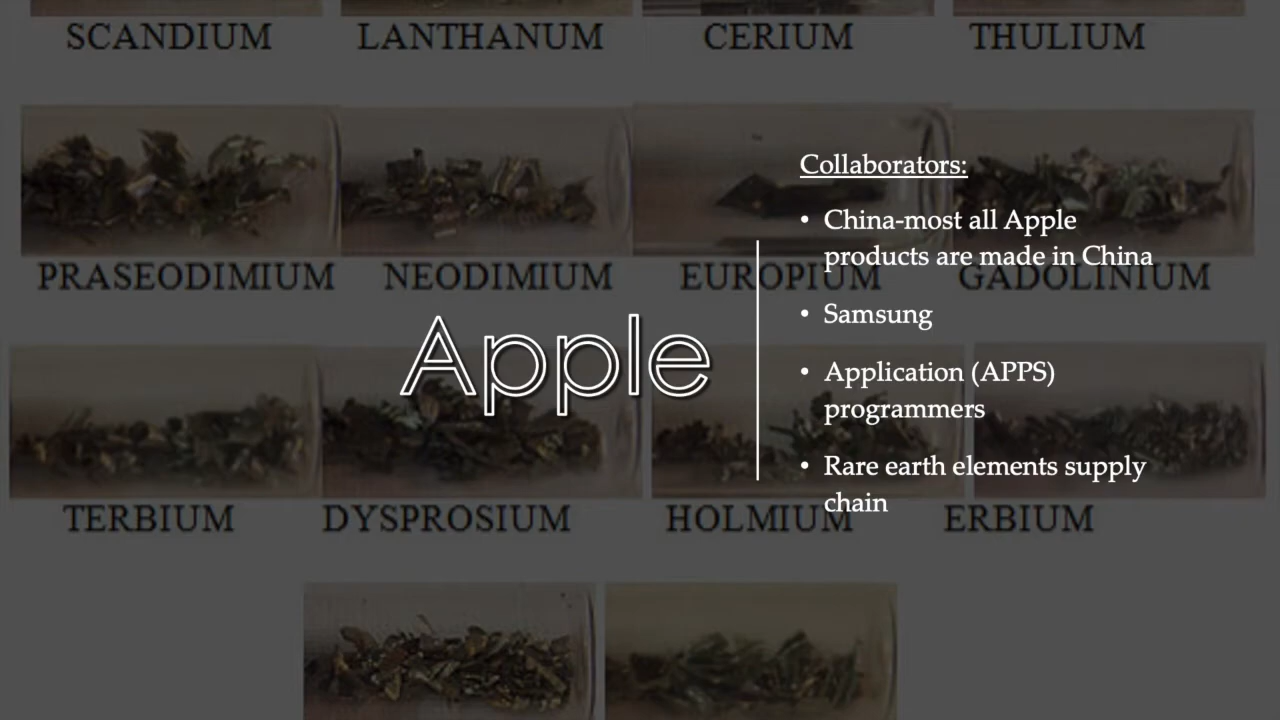 SCANDIUM LANTHANUM CERIUM THULIUM
PRASEODIMIUM NEODIMIUM EUROPIUM GADOLINIUM
TERBIUM DYSPROSIUM HOLMIUM ERBIUM
Apple
Collaborators:
• China-most all Apple
products are made in China
• Samsung
• Application (APPS)
programmers
• Rare earth elements supply
chain